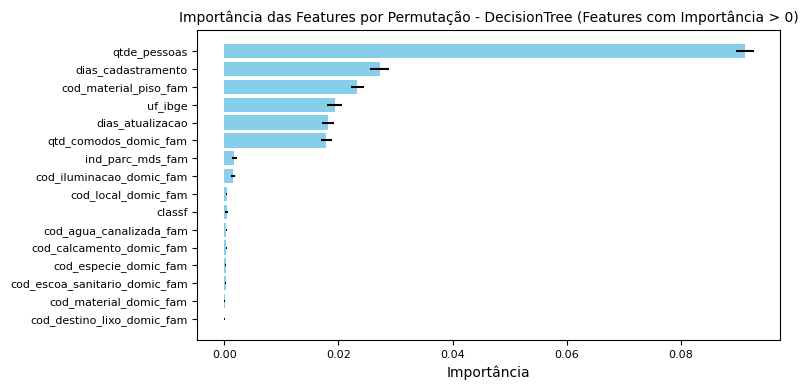 Importância das Features por Permutação - DecisionTree (Features com Importância > 0)
qtde_pessoas
dias_cadastramento
cod_material_piso_fam
uf_ibge
dias_atualizacao
qtd_comodos_domic_fam
ind_parc_mds_fam
cod_iluminacao_domic_fam
cod_local_domic_fam
classf
cod_agua_canalizada_fam
cod_calcamento_domic_fam
cod_especie_domic_fam
cod_escoa_sanitario_domic_fam
cod_material_domic_fam
cod_destino_lixo_domic_fam
0.00 0.02 0.04 0.06 0.08
Importância